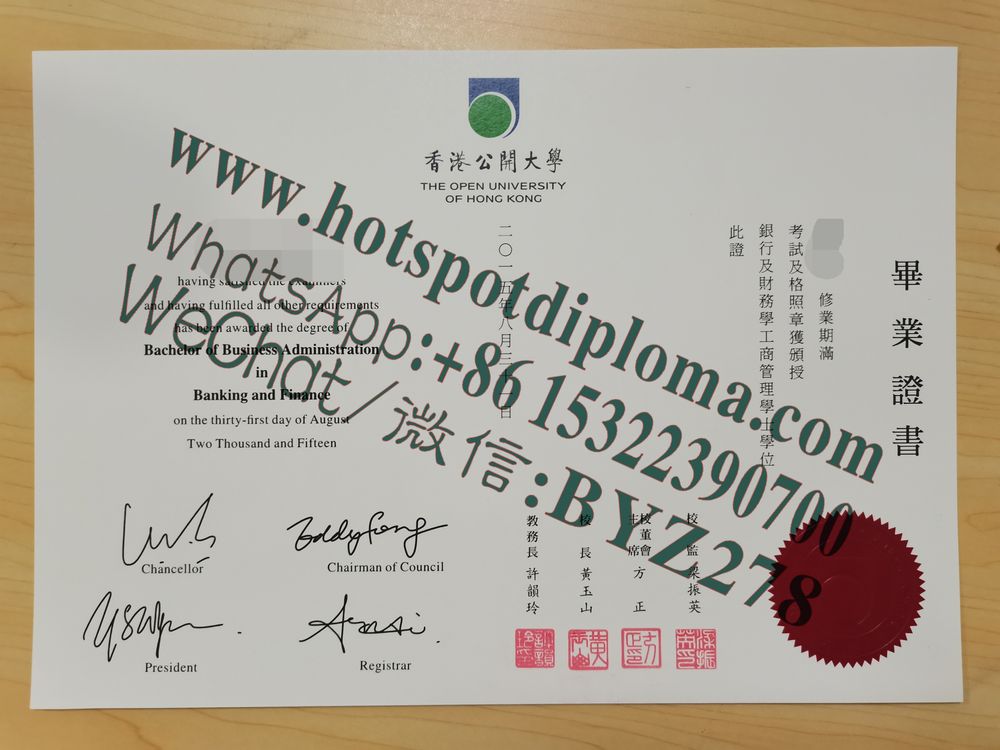 香港公開大學
THE OPEN UNIVERSITY
OF HONG KONG
www.hotspotdiploma.com
WhatsApp:+86 15322390700
WeChat/微信:BYZ278
having satisfied the examiners
and having fulfilled all other requirements
has been awarded the degree of
Bachelor of Business Administration
in
Banking and Finance
on the thirty-first day of August
Two Thousand and Fifteen
畢業證書
修業期滿
考試及格照章獲頒授
銀行及財務學工商管理學士學位
此證
二〇一五年八月三十一日
Chancellor
Chairman of Council
President
Registrar
校監 梁振英
校董會主席 方正
校長 黃玉山
教務長 許韻玲